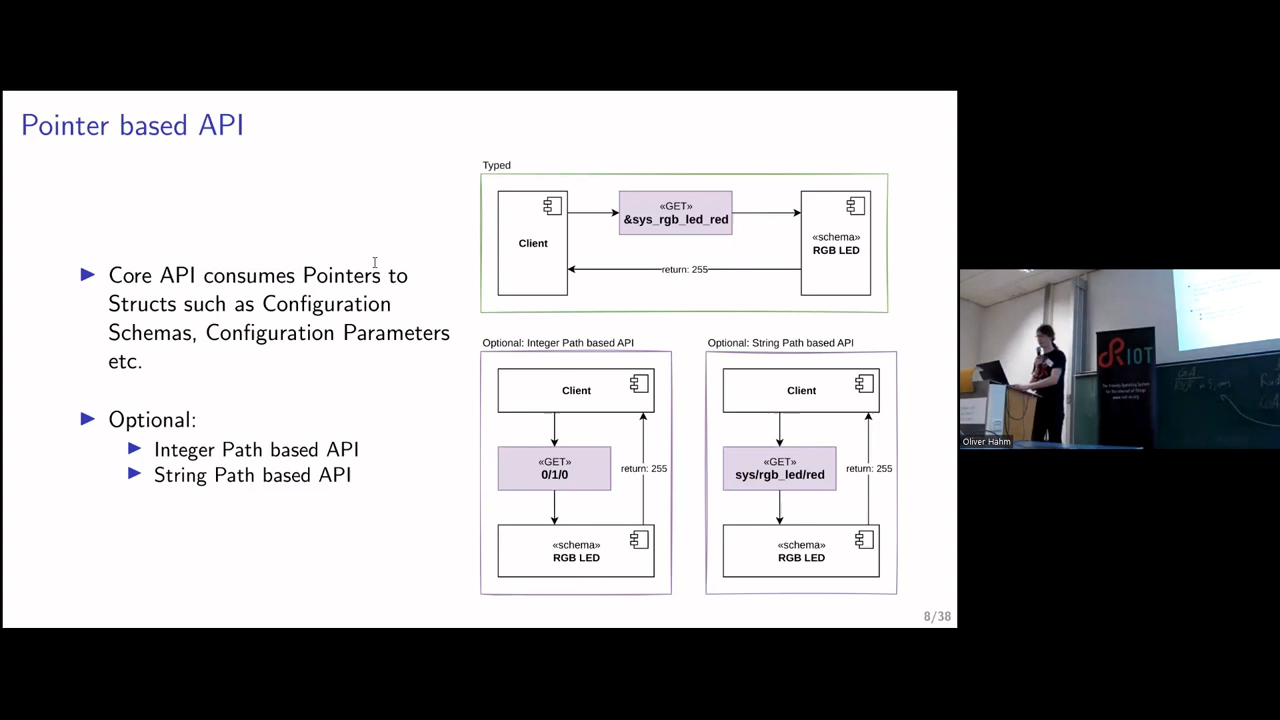 Pointer based API
Core API consumes Pointers to
Structs such as Configuration
Schemas, Configuration Parameters
etc.
Optional:
Integer Path based API
String Path based API
Typed
Client
«GET»
&sys_rgb_led_red
«schema»
RGB LED
return: 255
Optional: Integer Path based API
Client
«GET»
0/1/0
return: 255
«schema»
RGB LED
Optional: String Path based API
Client
«GET»
sys/rgb_led/red
return: 255
«schema»
RGB LED
8/38
RIOT
Oliver Hahm